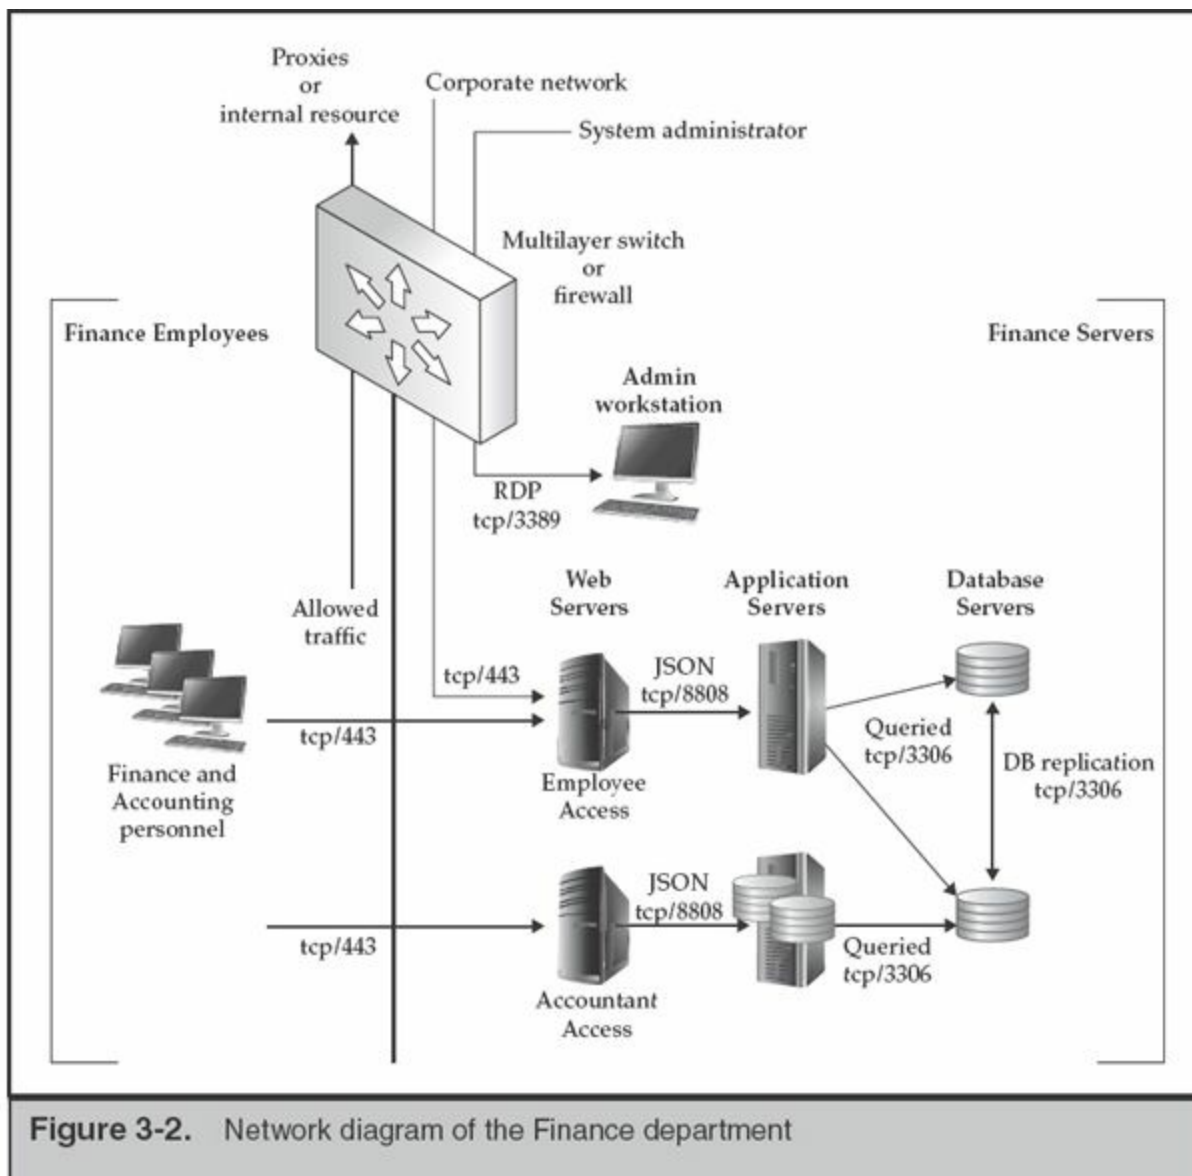 Proxies
or
internal resource
Corporate network
System administrator
Multilayer switch
or
firewall
Finance Employees
Finance Servers
Admin
workstation
RDP
tcp/3389
Web
Servers
Application
Servers
Database
Servers
Allowed
traffic
tcp/443
JSON
tcp/8808
tcp/443
Queried
tcp/3306
DB replication
tcp/3306
Finance and
Accounting
personnel
Employee
Access
JSON
tcp/8808
tcp/443
Queried
tcp/3306
Accountant
Access
Figure 3-2. Network diagram of the Finance department